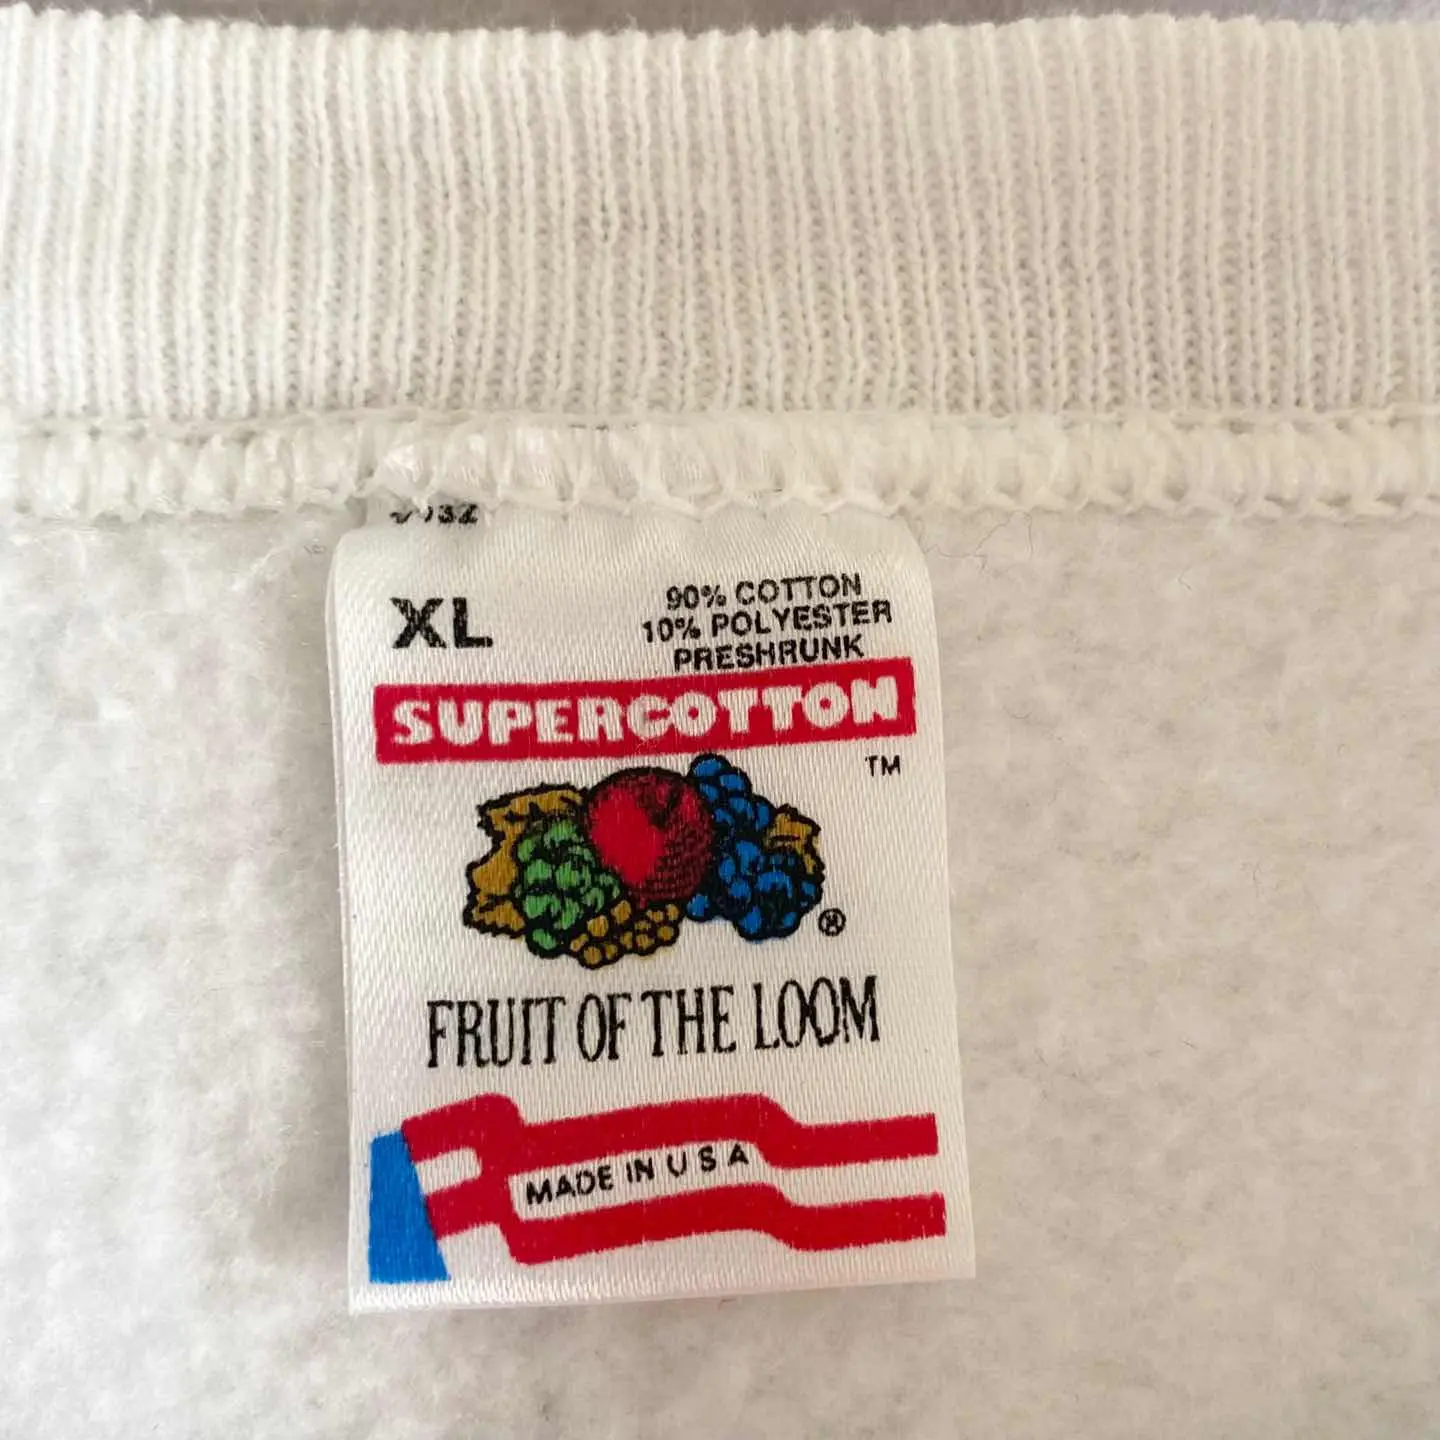 XL
90% COTTON
10% POLYESTER
PRESHRUNK
SUPERCOTTON
TM
®
FRUIT OF THE LOOM
MADE IN U S A